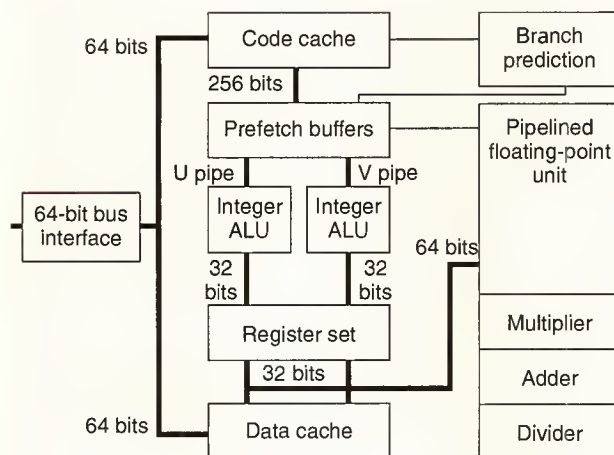 64 bits
Code cache
Branch
prediction
256 bits
Prefetch buffers
Pipelined
floating-point
unit
U pipe
V pipe
64-bit bus
interface
Integer
ALU
Integer
ALU
64 bits
32
bits
32
bits
Register set
Multiplier
32 bits
Adder
64 bits
Data cache
Divider